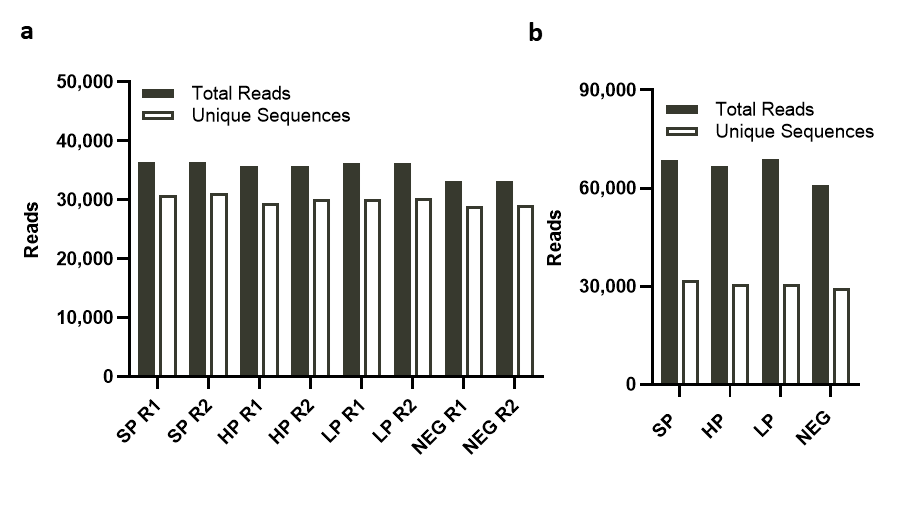 a
50,000
40,000
30,000
20,000
10,000
0
Reads
Total Reads
Unique Sequences
SP R1
SP R2
HP R1
HP R2
LP R1
LP R2
NEG R1
NEG R2
b
90,000
60,000
30,000
0
Reads
Total Reads
Unique Sequences
SP
HP
LP
NEG